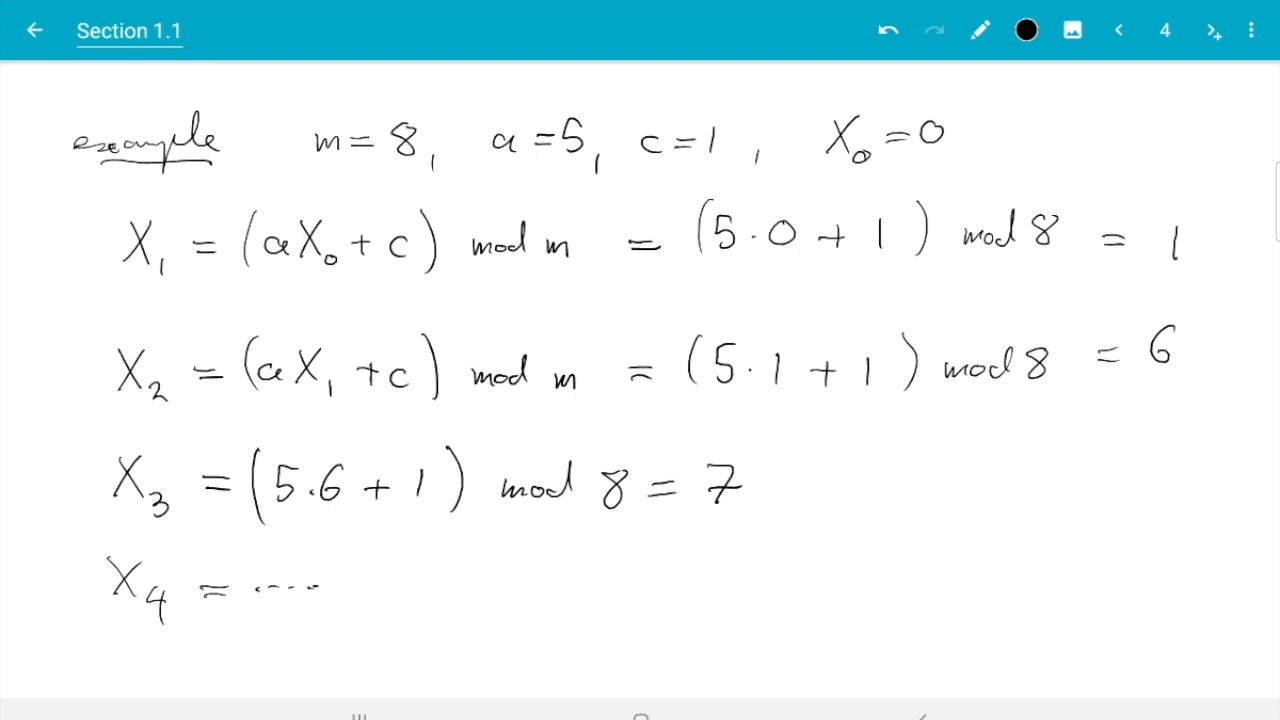 Section 1.1
4
example m = 8, a = 5, c = 1, X₀ = 0
X₁ = (aX₀ + c) mod m = (5·0 + 1) mod 8 = 1
X₂ = (aX₁ + c) mod m = (5·1 + 1) mod 8 = 6
X₃ = (5·6 + 1) mod 8 = 7
X₄ = ....